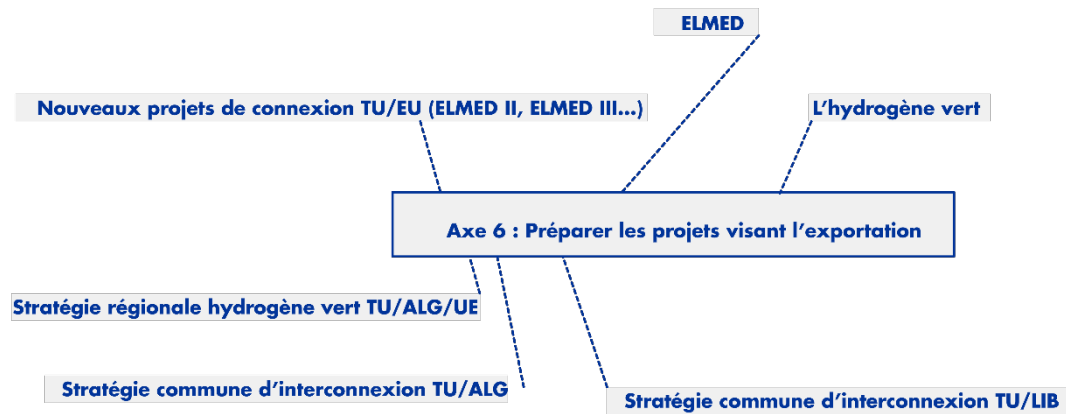 ELMED
Nouveaux projets de connexion TU/EU (ELMED II, ELMED III...)
L'hydrogène vert
Axe 6 : Préparer les projets visant l'exportation
Stratégie régionale hydrogène vert TU/ALG/UE
Stratégie commune d'interconnexion TU/ALG
Stratégie commune d'interconnexion TU/LIB